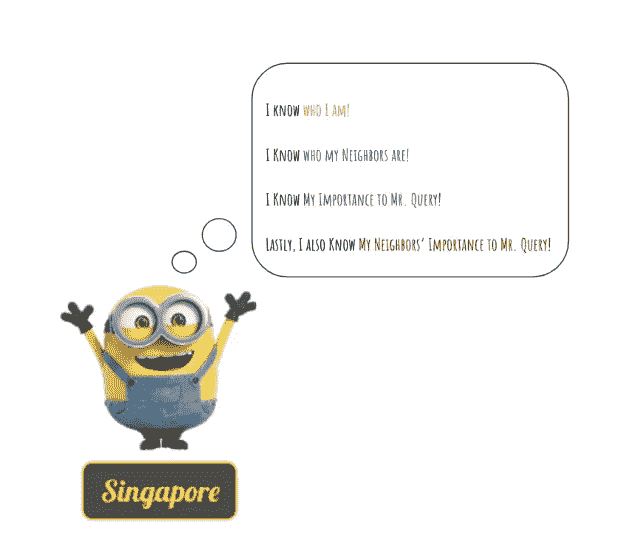 I know who I am!
I Know who my Neighbors are!
I Know My Importance to Mr. Query!
Lastly, I also Know My Neighbors' Importance to Mr. Query!
Singapore